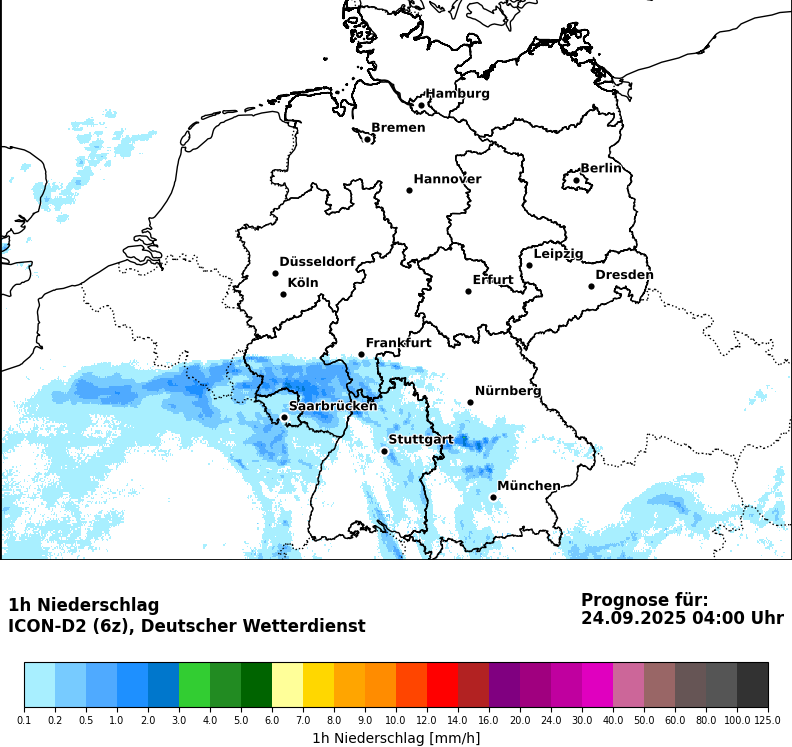 Hamburg
Bremen
Berlin
Hannover
Leipzig
Düsseldorf
Dresden
Köln
Erfurt
Frankfurt
Nürnberg
Saarbrücken
Stuttgart
München
1h Niederschlag
ICON-D2 (6z), Deutscher Wetterdienst
Prognose für:
24.09.2025 04:00 Uhr
0.1 0.2 0.5 1.0 2.0 3.0 4.0 5.0 6.0 7.0 8.0 9.0 10.0 12.0 14.0 16.0 20.0 24.0 30.0 40.0 50.0 60.0 80.0 100.0 125.0
1h Niederschlag [mm/h]